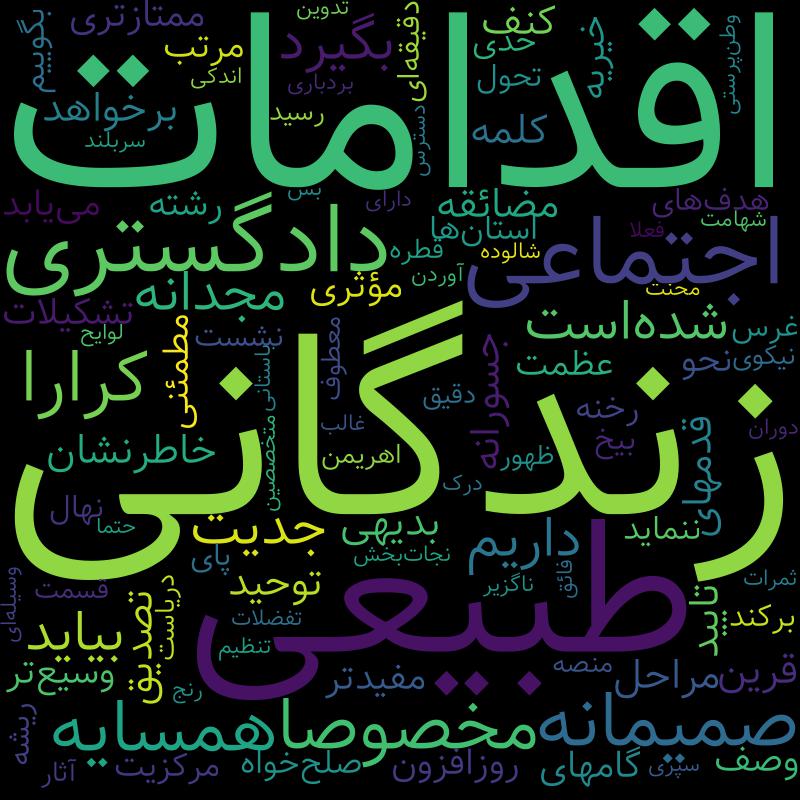 تدوین
ممتازتری
کنف
بگوییم
دقیقه‌ای
خیریه
وطن‌پرستی
اقدامات
بگیرد
مرتب
حدی
اندکی
بردباری
تحول
برخواهد
رسید
دسترس
کلمه
سربلند
بس
دارای
هدف‌های
می‌یابد
رشته
مضائقه
شهامت
استان‌ها
فعلا
دادگستری
قطره
شالوده
اجتماعی
آوردن
مؤثری
محنت
مجدانه
تشکیلات
لوایح
نشست
شده‌است
غرس
مطمئنی
معطوف
باستانی
جسورانه
عظمت
نحو
نیکوی
کرارا
زندگانی
دقیق
رخنه
غالب
بیخ
دوران
خاطرنشان
متخصصین
اهریمن
ظهور
قدمهای
درک
نهال
حتما
جدیت
بدیهی
داریم
ننماید
پای
نجات‌بخش
فائق
ثمرات
وسیله‌ای
قسمت
توحید
طبیعی
ناگزیر
تایید
برکند
تصدیق
دریاست
تفضلات
بیاید
تنظیم
وسیع‌تر
رنج
مفیدتر
منصه
مراحل
قرین
ریشه
همسایه
مخصوصا
صمیمانه
آثار
مرکزیت
صلح‌خواه
روزافزون
گامهای
سپری
وصف